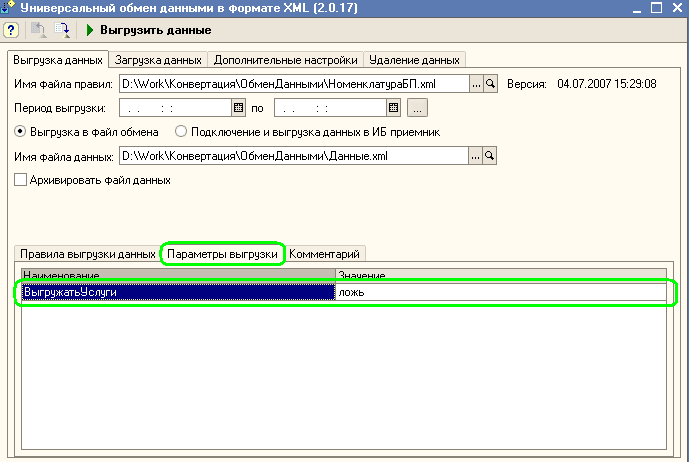 Универсальный обмен данными в формате XML (2.0.17)
Выгрузить данные
Выгрузка данных Загрузка данных Дополнительные настройки Удаление данных
Имя файла правил: D:\Work\Конвертация\ОбменДанными\НоменклатураБП.xml ... Версия: 04.07.2007 15:29:08
Период выгрузки: . . : : по . . : : ...
Выгрузка в файл обмена Подключение и выгрузка данных в ИБ приемник
Имя файла данных: D:\Work\Конвертация\ОбменДанными\Данные.xml ...
Архивировать файл данных
Правила выгрузки данных Параметры выгрузки Комментарий
Наименование Значение
ВыгружатьУслуги ложь